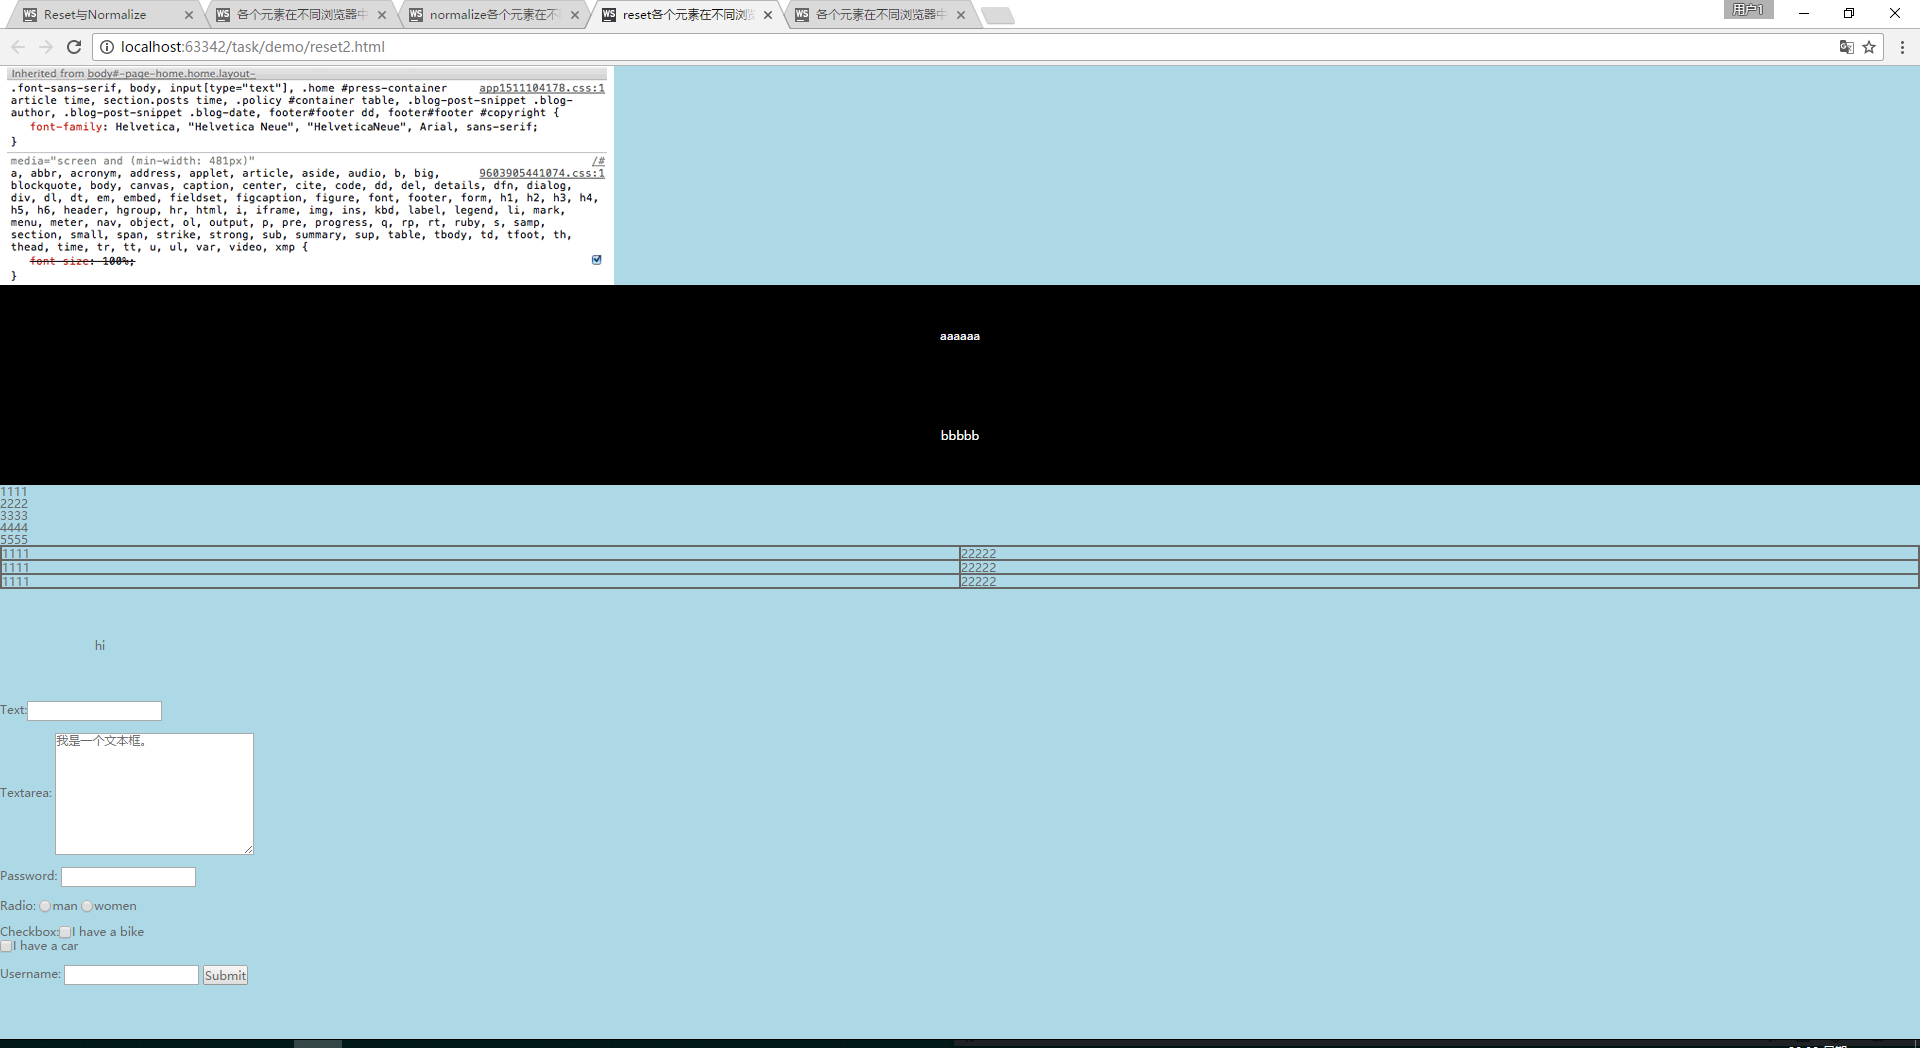 Reset与Normalize
各个元素在不同浏览器中
normalize各个元素在不
reset各个元素在不同浏览
各个元素在不同浏览器中
用户1
localhost:63342/task/demo/reset2.html
Inherited from body#-page-home.home.layout-
.font-sans-serif, body, input[type="text"], .home #press-container app1511104178.css:1
article time, section.posts time, .policy #container table, .blog-post-snippet .blog-
author, .blog-post-snippet .blog-date, footer#footer dd, footer#footer #copyright {
font-family: Helvetica, "Helvetica Neue", "HelveticaNeue", Arial, sans-serif;
}
media="screen and (min-width: 481px)" /#
a, abbr, acronym, address, applet, article, aside, audio, b, big, 9603905441074.css:1
blockquote, body, canvas, caption, center, cite, code, dd, del, details, dfn, dialog,
div, dl, dt, em, embed, fieldset, figcaption, figure, font, footer, form, h1, h2, h3, h4,
h5, h6, header, hgroup, hr, html, i, iframe, img, ins, kbd, label, legend, li, mark,
menu, meter, nav, object, ol, output, p, pre, progress, q, rp, rt, ruby, s, samp,
section, small, span, strike, strong, sub, summary, sup, table, tbody, td, tfoot, th,
thead, time, tr, tt, u, ul, var, video, xmp {
font-size: 100%;
}
aaaaaa
bbbbb
1111
2222
3333
4444
5555
1111 22222
1111 22222
1111 22222
hi
Text:
我是一个文本框。
Textarea:
Password:
Radio: man women
Checkbox: I have a bike
I have a car
Username: Submit